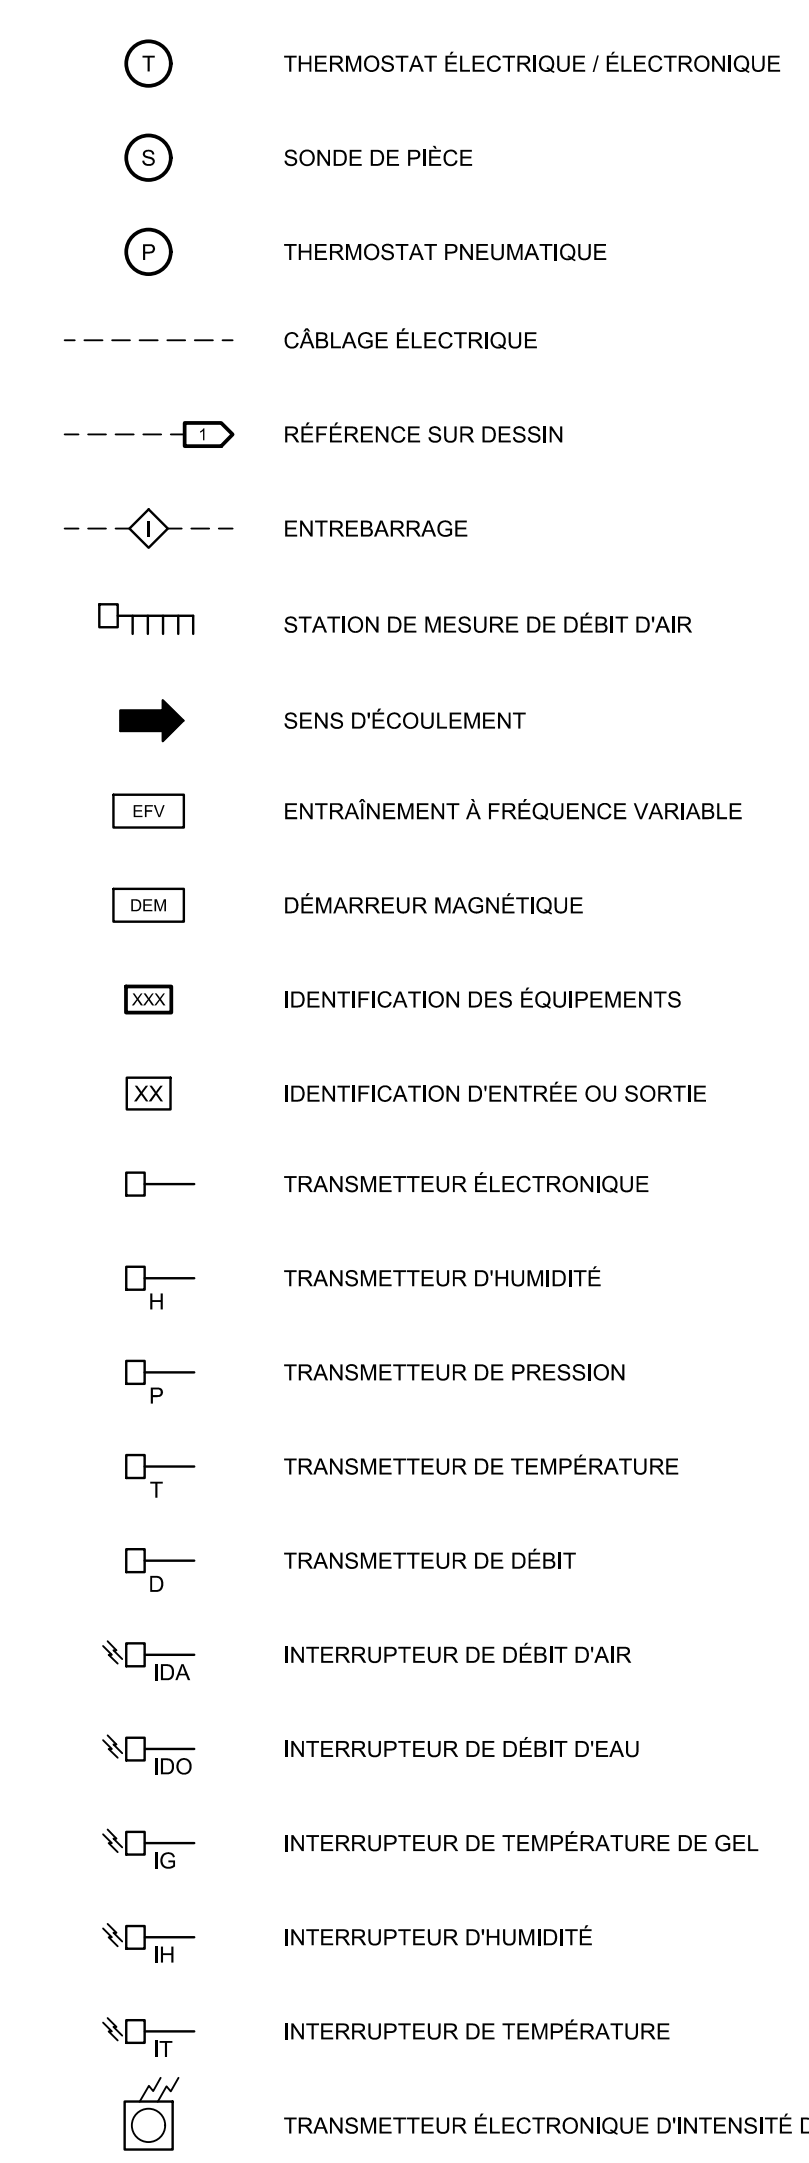 T THERMOSTAT ÉLECTRIQUE / ÉLECTRONIQUE
S SONDE DE PIÈCE
P THERMOSTAT PNEUMATIQUE
CÂBLAGE ÉLECTRIQUE
1 RÉFÉRENCE SUR DESSIN
I ENTREBARRAGE
STATION DE MESURE DE DÉBIT D'AIR
SENS D'ÉCOULEMENT
EFV ENTRAÎNEMENT À FRÉQUENCE VARIABLE
DEM DÉMARREUR MAGNÉTIQUE
XXX IDENTIFICATION DES ÉQUIPEMENTS
XX IDENTIFICATION D'ENTRÉE OU SORTIE
TRANSMETTEUR ÉLECTRONIQUE
H TRANSMETTEUR D'HUMIDITÉ
P TRANSMETTEUR DE PRESSION
T TRANSMETTEUR DE TEMPÉRATURE
D TRANSMETTEUR DE DÉBIT
IDA INTERRUPTEUR DE DÉBIT D'AIR
IDO INTERRUPTEUR DE DÉBIT D'EAU
IG INTERRUPTEUR DE TEMPÉRATURE DE GEL
IH INTERRUPTEUR D'HUMIDITÉ
IT INTERRUPTEUR DE TEMPÉRATURE
TRANSMETTEUR ÉLECTRONIQUE D'INTENSITÉ